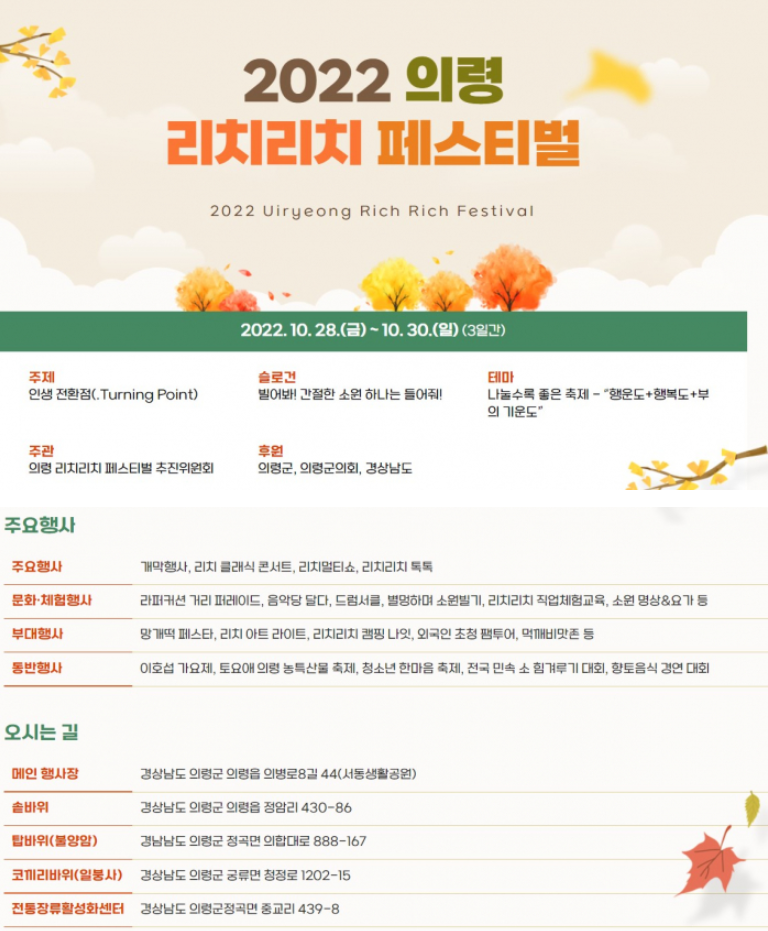 2022 의령
리치리치 페스티벌
2022 Uiryeong Rich Rich Festival
2022. 10. 28.(금) ~ 10. 30.(일) (3일간)
주제
인생 전환점(.Turning Point)
슬로건
빌어봐! 간절한 소원 하나는 들어줘!
테마
나눌수록 좋은 축제 - “행운도+행복도+부
의 기운도”
주관
의령 리치리치 페스티벌 추진위원회
후원
의령군, 의령군의회, 경상남도
주요행사
주요행사 개막행사, 리치 클래식 콘서트, 리치멀티쇼, 리치리치 톡톡
문화·체험행사 라퍼커션 거리 퍼레이드, 음악당 달다, 드럼서클, 별멍하며 소원빌기, 리치리치 직업체험교육, 소원 명상&요가 등
부대행사 망개떡 페스타, 리치 아트 라이트, 리치리치 캠핑 나잇, 외국인 초청 팸투어, 먹깨비맛존 등
동반행사 이호섭 가요제, 토요애 의령 농특산물 축제, 청소년 한마음 축제, 전국 민속 소 힘겨루기 대회, 향토음식 경연 대회
오시는 길
메인 행사장 경상남도 의령군 의령읍 의병로8길 44(서동생활공원)
솥바위 경상남도 의령군 의령읍 정암리 430-86
탑바위(불양암) 경남남도 의령군 정곡면 의합대로 888-167
코끼리바위(일붕사) 경상남도 의령군 궁류면 청정로 1202-15
전통장류활성화센터 경상남도 의령군정곡면 중교리 439-8